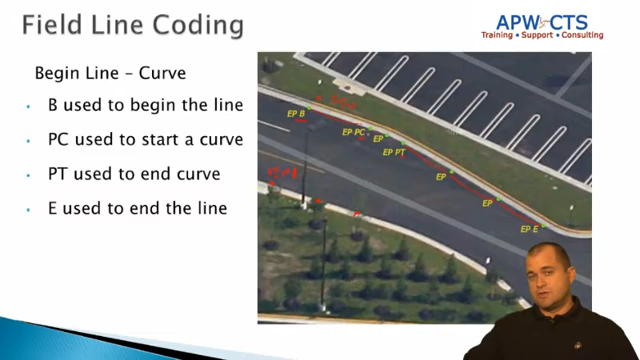 Field Line Coding
APW CTS
Training • Support • Consulting
Begin Line – Curve
• B used to begin the line
• PC used to start a curve
• PT used to end curve
• E used to end the line
EP B
EP PC
EP
EP PT
EP
EP
EP E